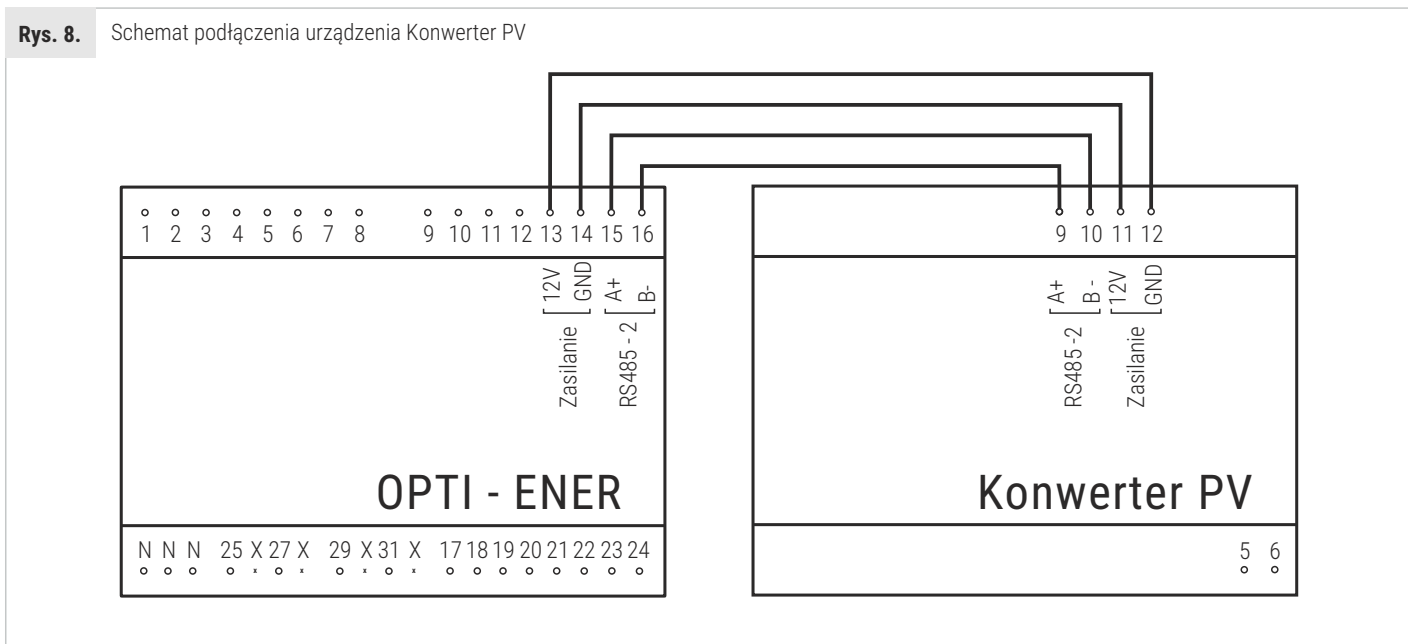 Rys. 8. Schemat podłączenia urządzenia Konwerter PV
1 2 3 4 5 6 7 8 9 10 11 12 13 14 15 16
12V
GND
A+
B-
Zasilanie
RS485 - 2
OPTI - ENER
N N N 25 X 27 X 29 X 31 X 17 18 19 20 21 22 23 24
x x x x
9 10 11 12
A+
B -
12V
GND
RS485 -2
Zasilanie
Konwerter PV
5 6